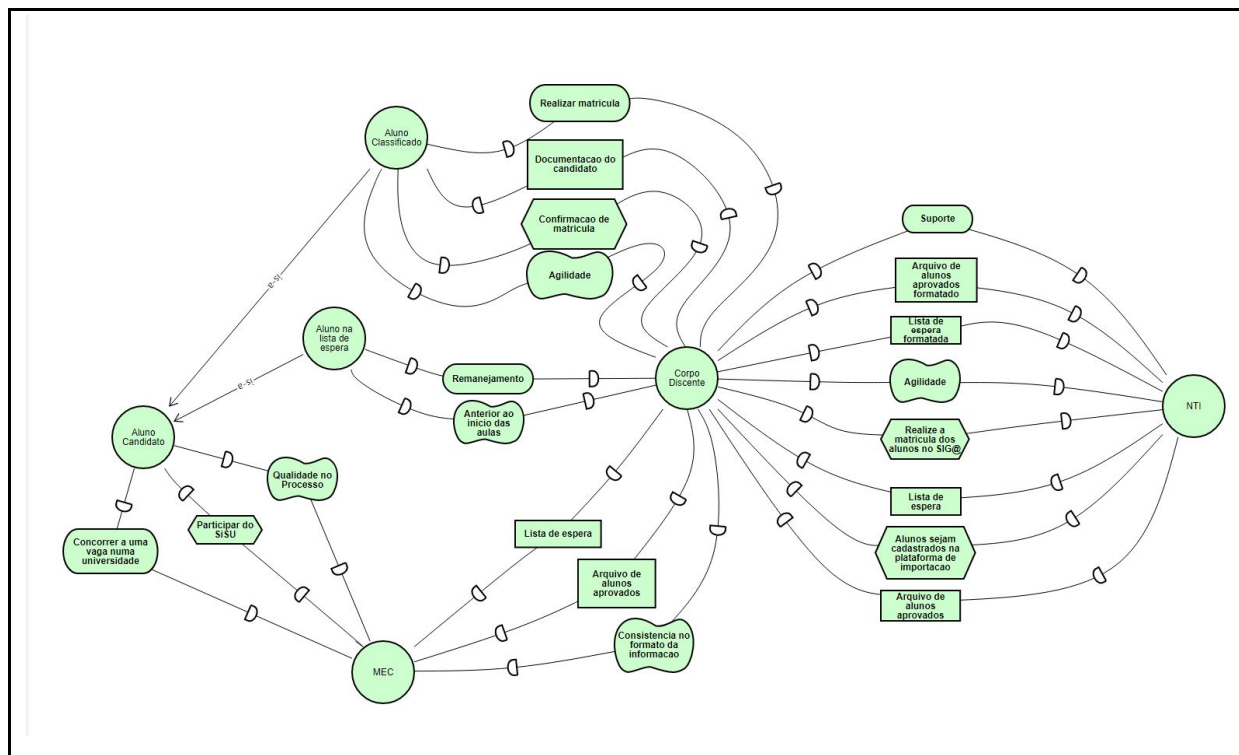 Realizar matricula
Aluno
Classificado
Documentacao do
candidato
Confirmacao de
matricula
Agilidade
is-a
Aluno na
lista de
espera
is-a
Remanejamento
Anterior ao
inicio das
aulas
Corpo
Discente
Suporte
Arquivo de
alunos
aprovados
formatado
Lista de
espera
formatada
Agilidade
Realize a
matricula dos
alunos no SIG@
NTI
Lista de
espera
Alunos sejam
cadastrados na
plataforma de
importacao
Arquivo de
alunos
aprovados
Aluno
Candidato
Qualidade no
Processo
Participar do
SiSU
Concorrer a uma
vaga numa
universidade
Lista de espera
Arquivo de
alunos
aprovados
Consistencia no
formato da
informacao
MEC